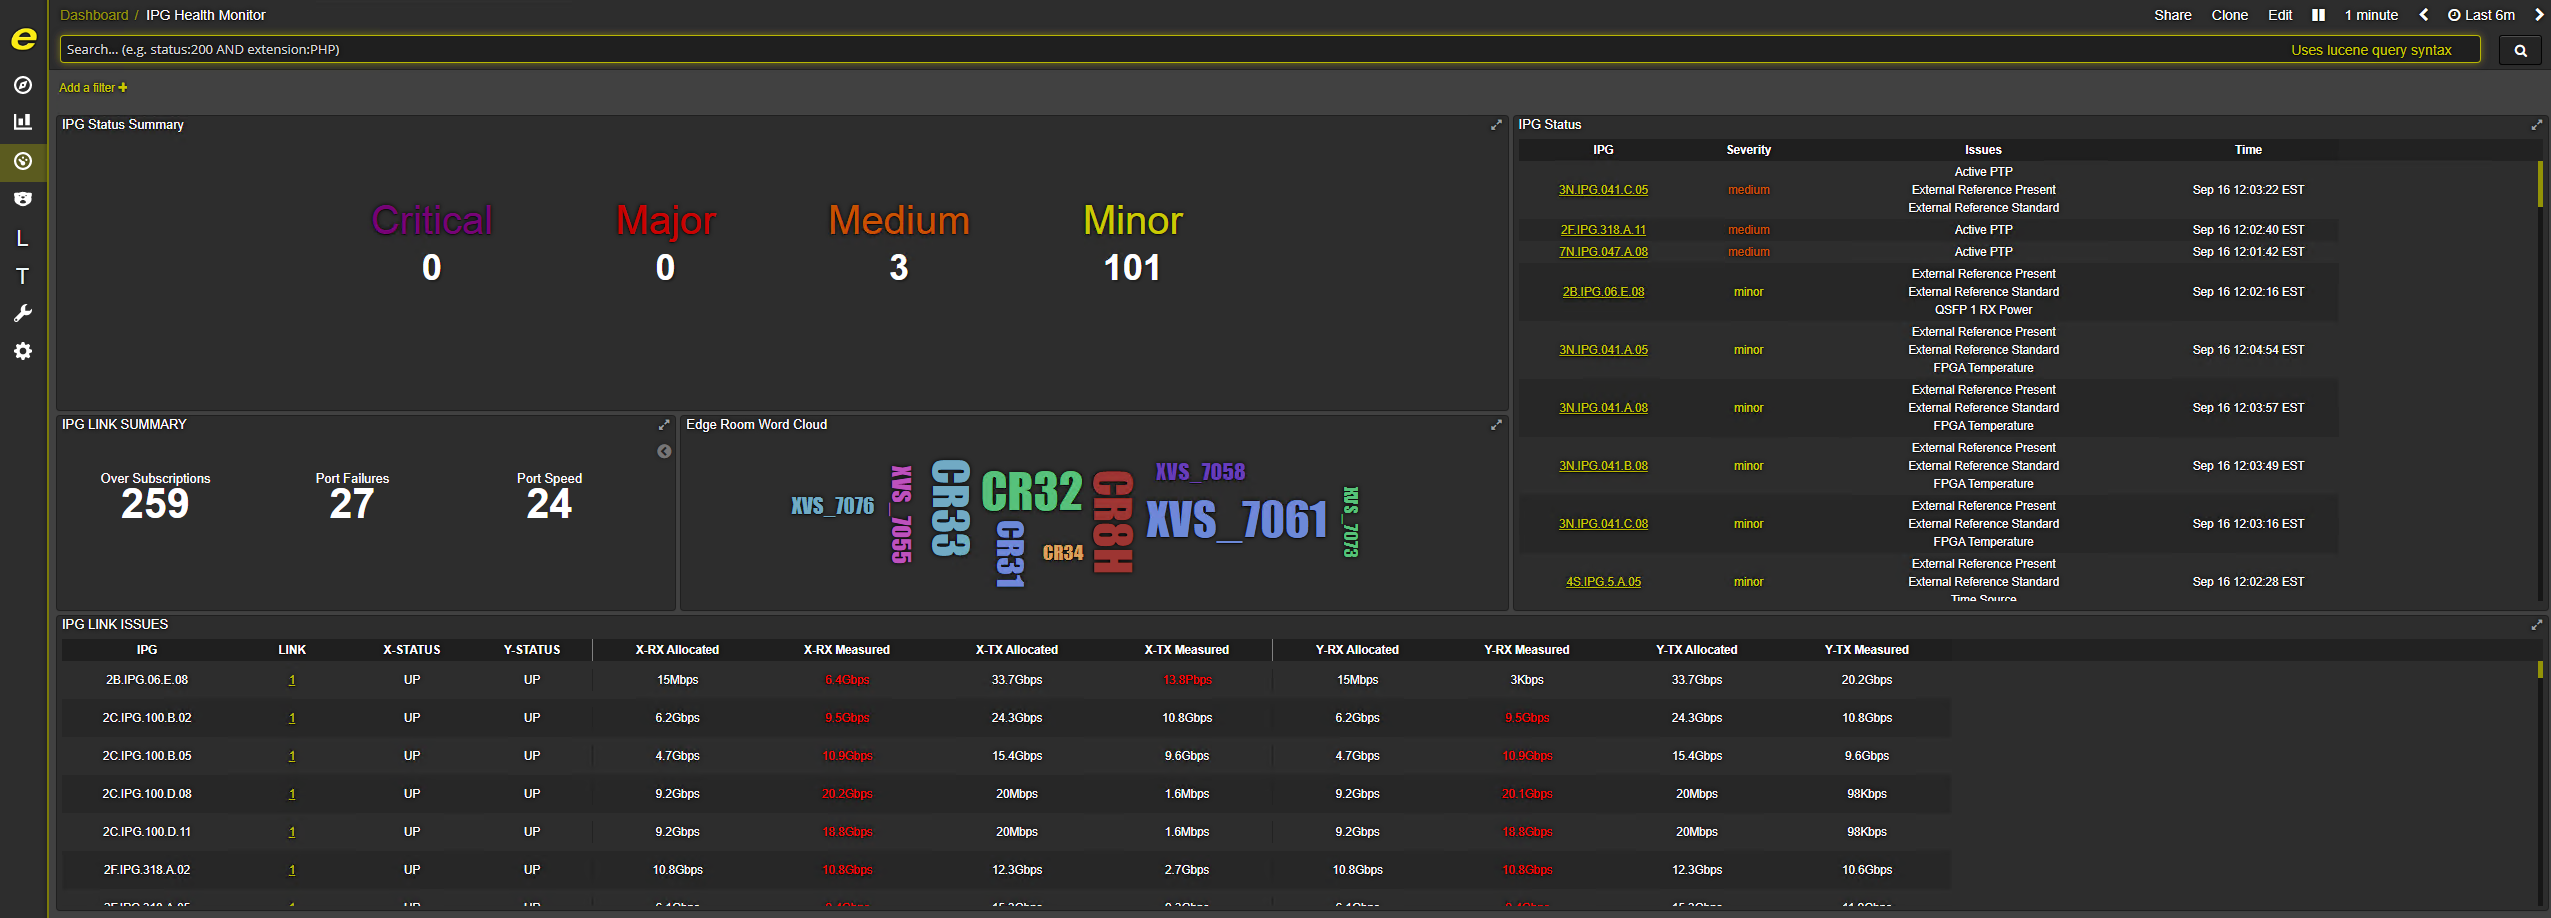 e
Dashboard / IPG Health Monitor
Share Clone Edit 1 minute Last 6m
Search... (e.g. status:200 AND extension:PHP) Uses lucene query syntax
Add a filter
L
T
IPG Status Summary
Critical Major Medium Minor
0 0 3 101
IPG Status
IPG Severity Issues Time
Active PTP
3N.IPG.041.C.05 medium External Reference Present Sep 16 12:03:22 EST
External Reference Standard
2F.IPG.318.A.11 medium Active PTP Sep 16 12:02:40 EST
7N.IPG.047.A.08 medium Active PTP Sep 16 12:01:42 EST
External Reference Present
2B.IPG.06.E.08 minor External Reference Standard Sep 16 12:02:16 EST
QSFP 1 RX Power
External Reference Present
3N.IPG.041.A.05 minor External Reference Standard Sep 16 12:04:54 EST
FPGA Temperature
External Reference Present
3N.IPG.041.A.08 minor External Reference Standard Sep 16 12:03:57 EST
FPGA Temperature
External Reference Present
3N.IPG.041.B.08 minor External Reference Standard Sep 16 12:03:49 EST
FPGA Temperature
External Reference Present
3N.IPG.041.C.08 minor External Reference Standard Sep 16 12:03:16 EST
FPGA Temperature
External Reference Present
4S.IPG.5.A.05 minor External Reference Standard Sep 16 12:02:28 EST
Time Source
IPG LINK SUMMARY
Over Subscriptions Port Failures Port Speed
259 27 24
Edge Room Word Cloud
XVS_7076
XVS_7055
CR33
CR32
CR31
CR34
CR8H
XVS_7058
XVS_7061
XVS_7073
IPG LINK ISSUES
IPG LINK X-STATUS Y-STATUS X-RX Allocated X-RX Measured X-TX Allocated X-TX Measured Y-RX Allocated Y-RX Measured Y-TX Allocated Y-TX Measured
2B.IPG.06.E.08 1 UP UP 15Mbps 6.4Gbps 33.7Gbps 13.8Pbps 15Mbps 3Kbps 33.7Gbps 20.2Gbps
2C.IPG.100.B.02 1 UP UP 6.2Gbps 9.5Gbps 24.3Gbps 10.8Gbps 6.2Gbps 9.5Gbps 24.3Gbps 10.8Gbps
2C.IPG.100.B.05 1 UP UP 4.7Gbps 10.9Gbps 15.4Gbps 9.6Gbps 4.7Gbps 10.9Gbps 15.4Gbps 9.6Gbps
2C.IPG.100.D.08 1 UP UP 9.2Gbps 20.2Gbps 20Mbps 1.6Mbps 9.2Gbps 20.1Gbps 20Mbps 98Kbps
2C.IPG.100.D.11 1 UP UP 9.2Gbps 18.8Gbps 20Mbps 1.6Mbps 9.2Gbps 18.8Gbps 20Mbps 98Kbps
2F.IPG.318.A.02 1 UP UP 10.8Gbps 10.8Gbps 12.3Gbps 2.7Gbps 10.8Gbps 10.8Gbps 12.3Gbps 10.6Gbps